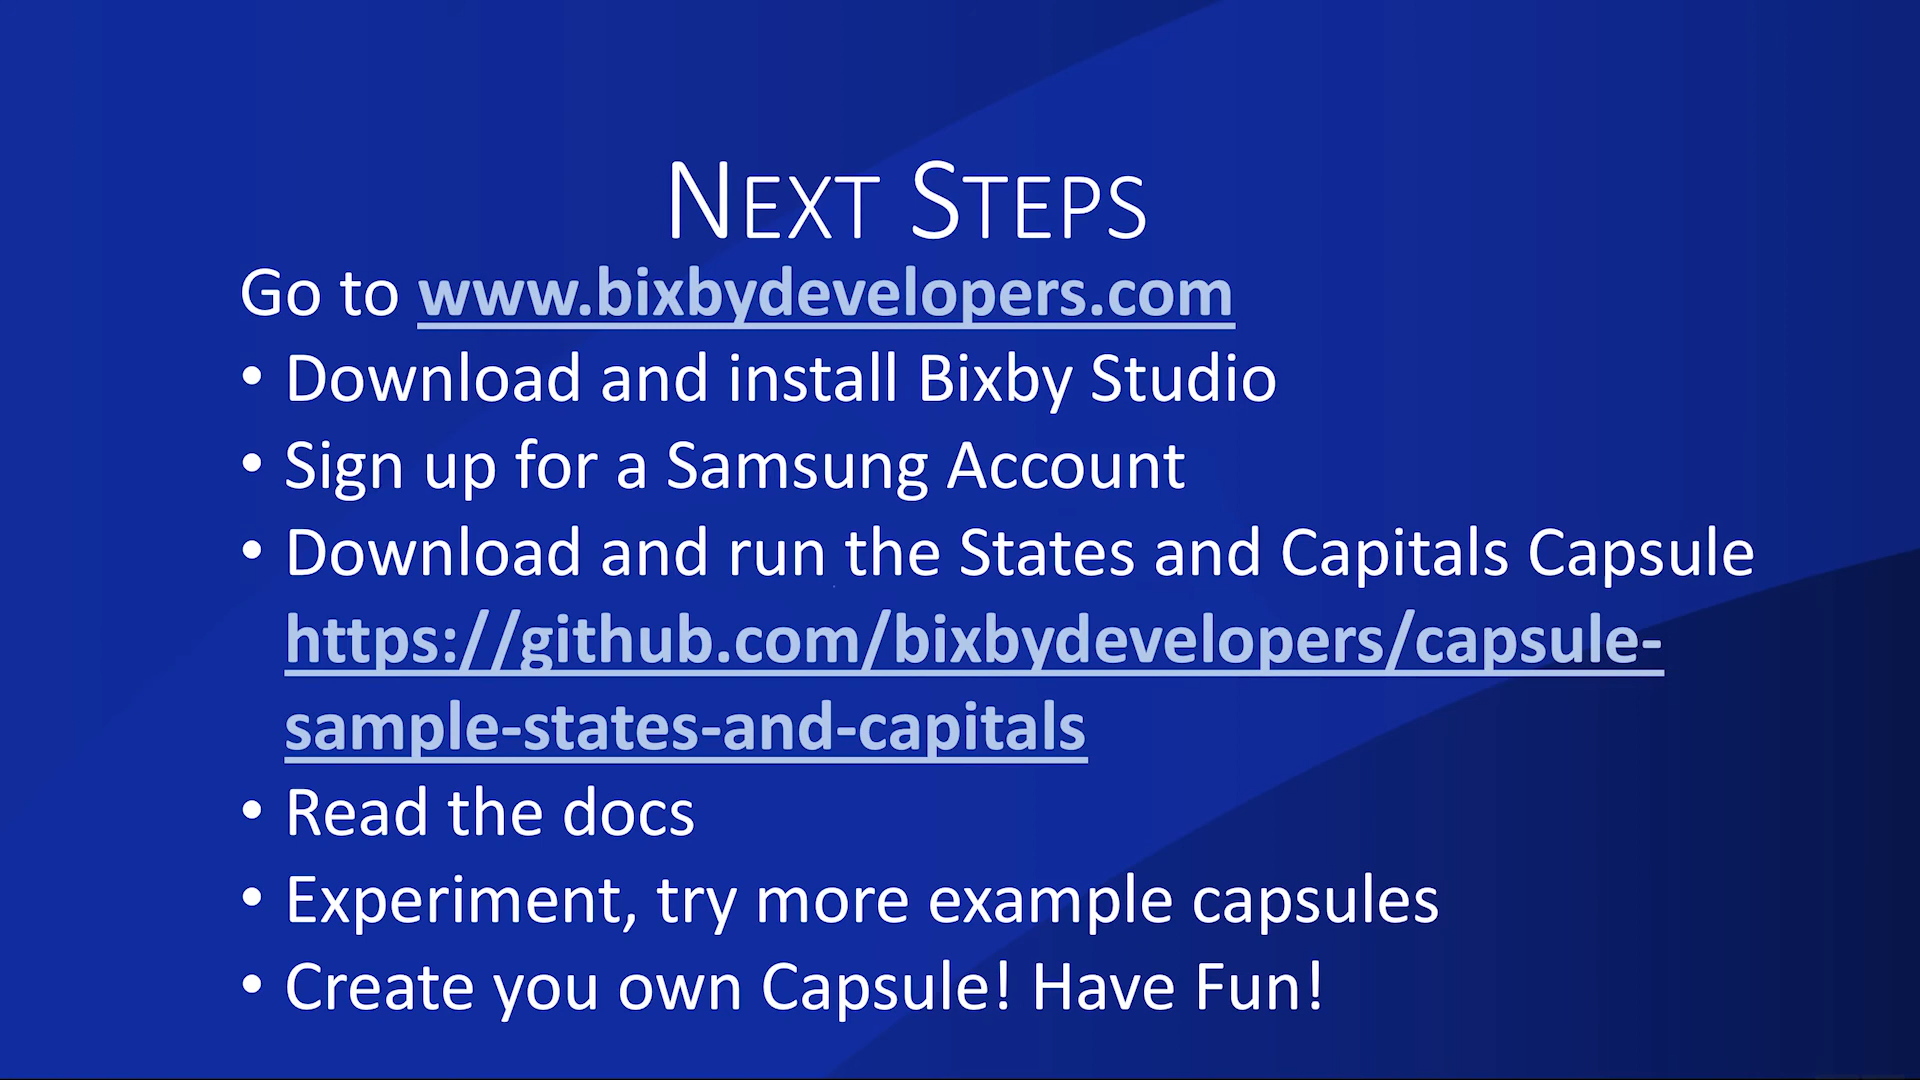 Next Steps
Go to www.bixbydevelopers.com
• Download and install Bixby Studio
• Sign up for a Samsung Account
• Download and run the States and Capitals Capsule
https://github.com/bixbydevelopers/capsule-
sample-states-and-capitals
• Read the docs
• Experiment, try more example capsules
• Create you own Capsule! Have Fun!